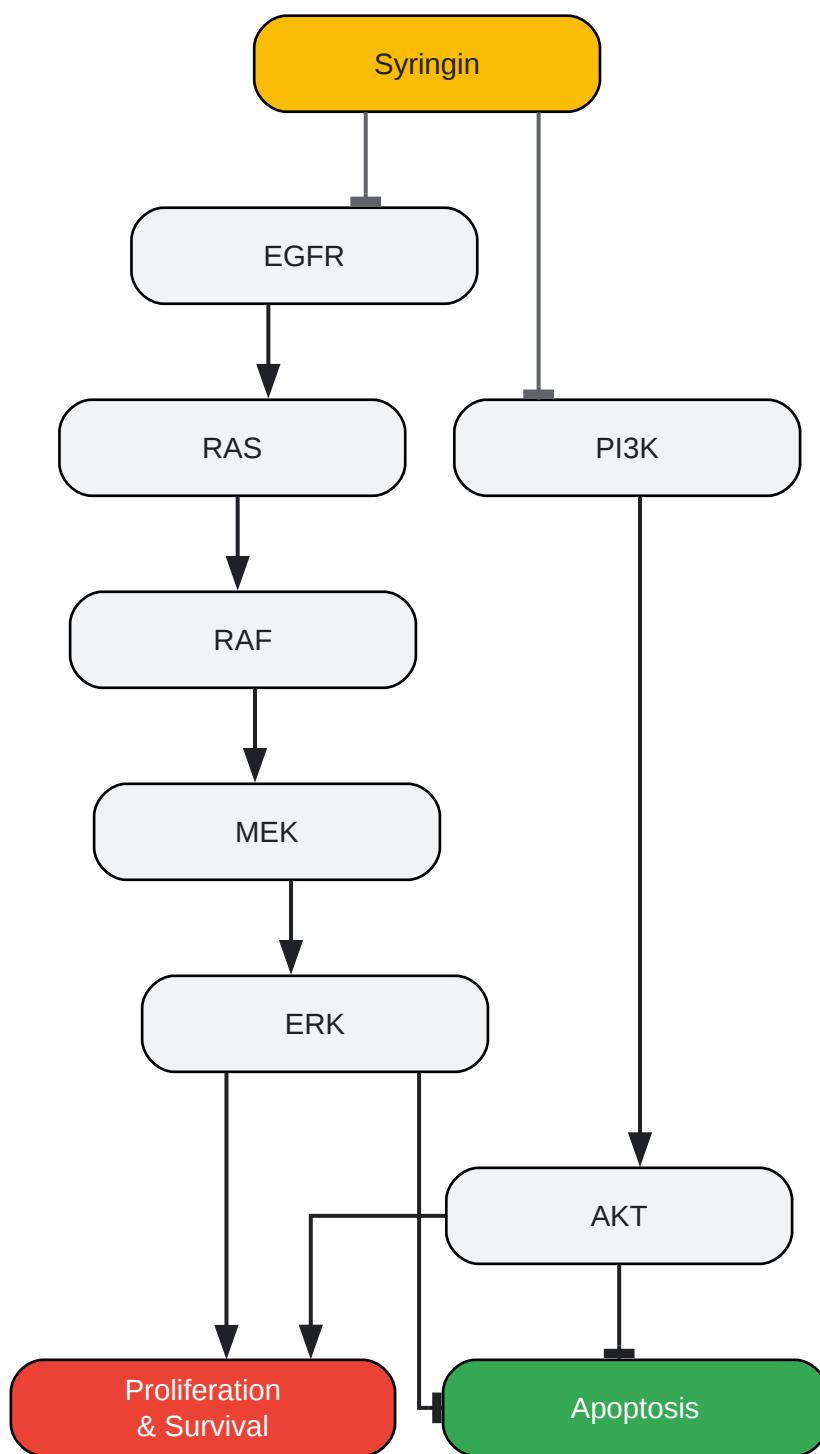 Syringin
EGFR
RAS
PI3K
RAF
MEK
ERK
AKT
Proliferation
& Survival
Apoptosis